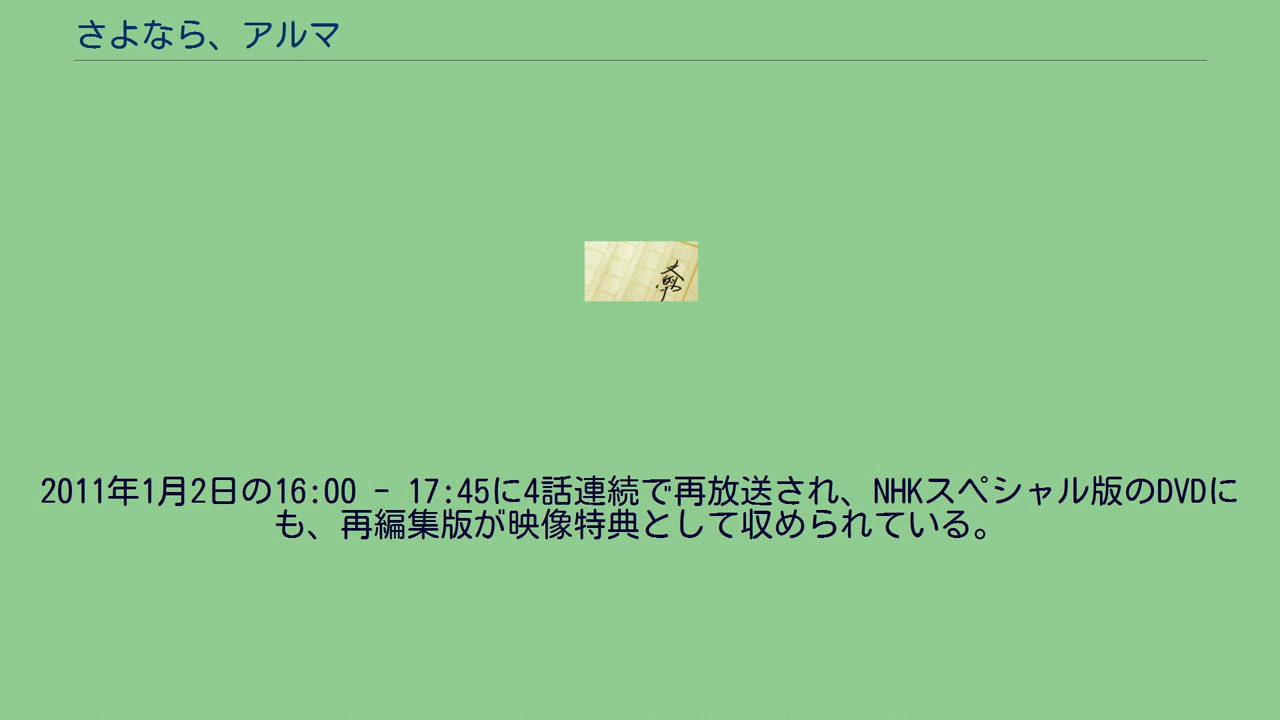 さよなら、アルマ
2011年1月2日の16:00 - 17:45に4話連続で再放送され、NHKスペシャル版のDVDに
も、再編集版が映像特典として収められている。